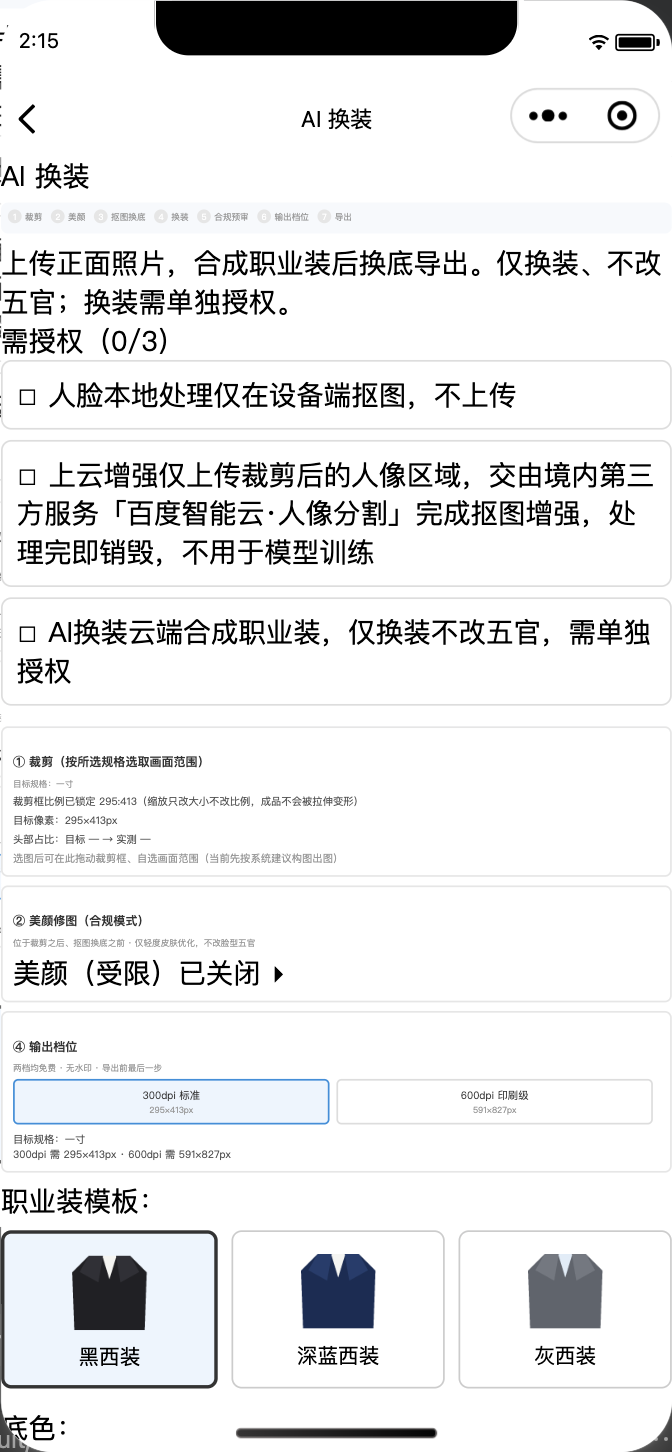 2:15
AI 换装
AI 换装
1 裁剪 2 美颜 3 抠图换底 4 换装 5 合规预审 6 输出档位 7 导出
上传正面照片，合成职业装后换底导出。仅换装、不改
五官；换装需单独授权。
需授权（0/3）
□ 人脸本地处理仅在设备端抠图，不上传
□ 上云增强仅上传裁剪后的人像区域，交由境内第三
方服务「百度智能云·人像分割」完成抠图增强，处
理完即销毁，不用于模型训练
□ AI换装云端合成职业装，仅换装不改五官，需单独
授权
① 裁剪（按所选规格选取画面范围）
目标规格：一寸
裁剪框比例已锁定 295:413（缩放只改大小不改比例，成品不会被拉伸变形）
目标像素：295×413px
头部占比：目标 — → 实测 —
选图后可在此拖动裁剪框、自选画面范围（当前先按系统建议构图出图）
② 美颜修图（合规模式）
位于裁剪之后、抠图换底之前 · 仅轻度皮肤优化，不改脸型五官
美颜（受限）已关闭 ▸
④ 输出档位
两档均免费 · 无水印 · 导出前最后一步
300dpi 标准
295×413px
600dpi 印刷级
591×827px
目标规格：一寸
300dpi 需 295×413px · 600dpi 需 591×827px
职业装模板：
黑西装
深蓝西装
灰西装
底色：